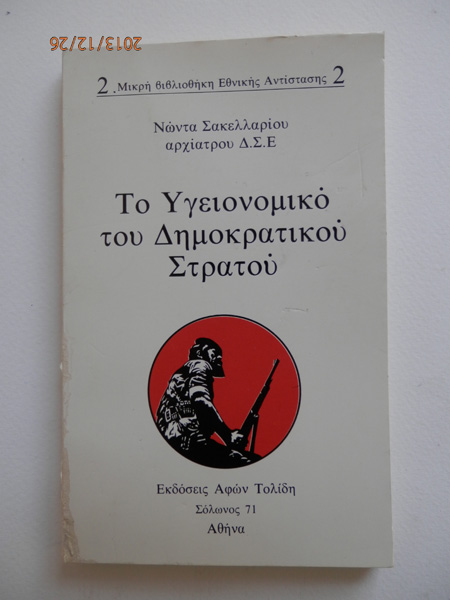 2013/12/26
2. Μικρή βιβλιοθήκη Εθνικής Αντίστασης 2
Νώντα Σακελλαρίου
αρχίατρου Δ.Σ.Ε
Το Υγειονομικό
του Δημοκρατικού
Στρατού
Εκδόσεις Αφών Τολίδη
Σόλωνος 71
Αθήνα